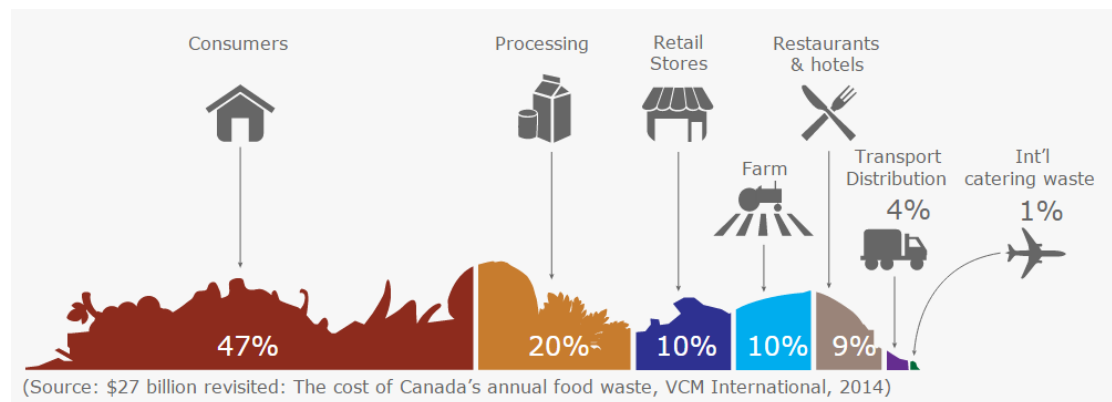 Consumers
Processing
Retail
Stores
Restaurants
& hotels
Farm
Transport
Distribution
4%
Int’l
catering waste
1%
47%
20%
10%
10%
9%
(Source: $27 billion revisited: The cost of Canada’s annual food waste, VCM International, 2014)